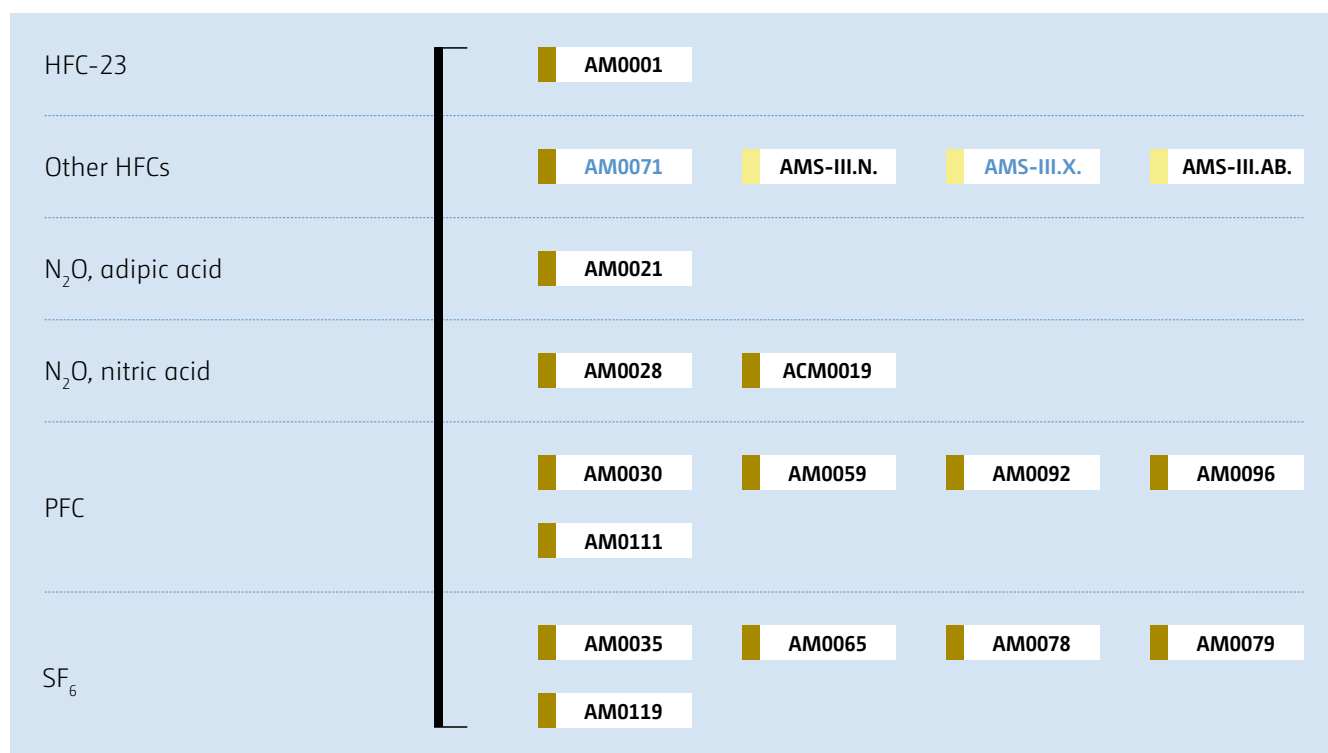 HFC-23 AM0001
Other HFCs AM0071 AMS-III.N. AMS-III.X. AMS-III.AB.
N₂O, adipic acid AM0021
N₂O, nitric acid AM0028 ACM0019
PFC
AM0030 AM0059 AM0092 AM0096
AM0111
SF₆
AM0035 AM0065 AM0078 AM0079
AM0119